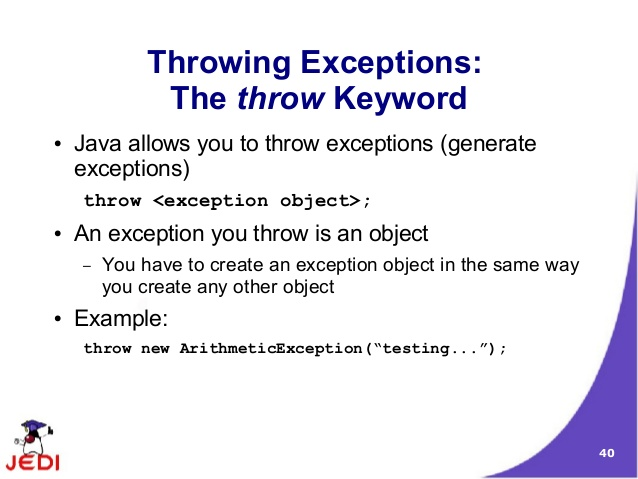 Throwing Exceptions:
The throw Keyword
• Java allows you to throw exceptions (generate
exceptions)
throw <exception object>;
• An exception you throw is an object
– You have to create an exception object in the same way
you create any other object
• Example:
throw new ArithmeticException(“testing...”);
JEDI
40